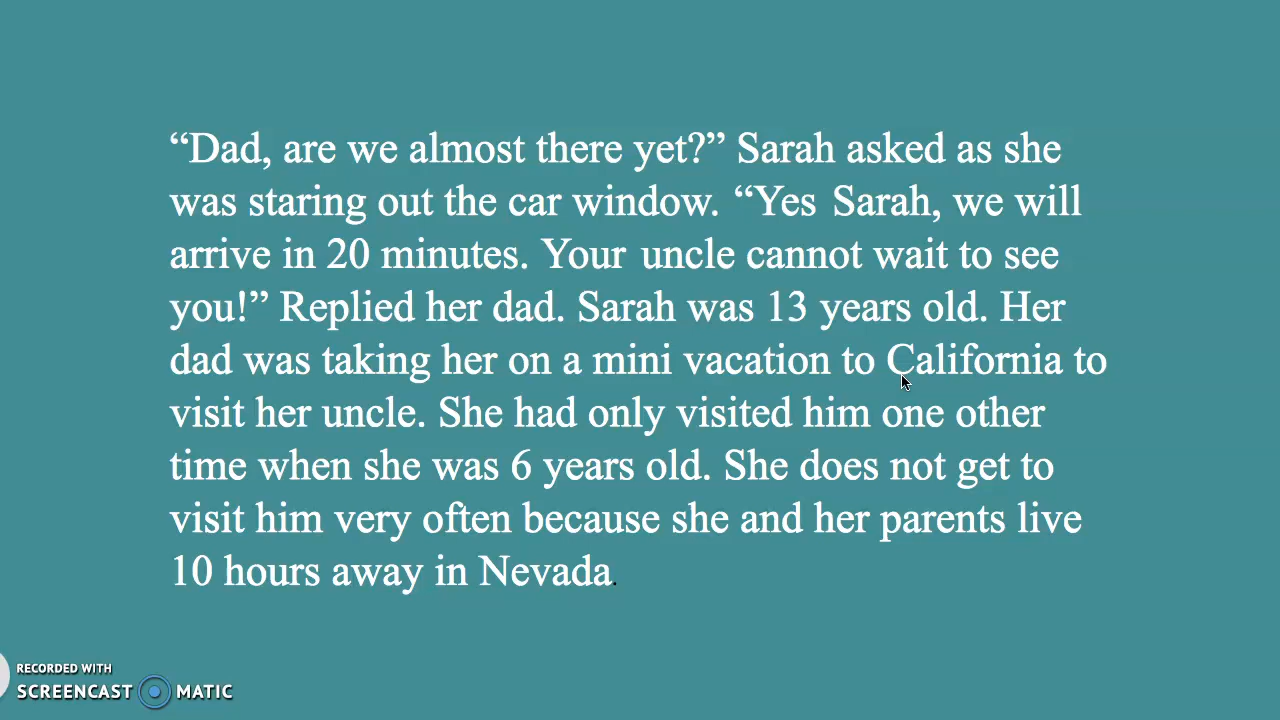 “Dad, are we almost there yet?” Sarah asked as she
was staring out the car window. “Yes Sarah, we will
arrive in 20 minutes. Your uncle cannot wait to see
you!” Replied her dad. Sarah was 13 years old. Her
dad was taking her on a mini vacation to California to
visit her uncle. She had only visited him one other
time when she was 6 years old. She does not get to
visit him very often because she and her parents live
10 hours away in Nevada.
RECORDED WITH
SCREENCAST MATIC